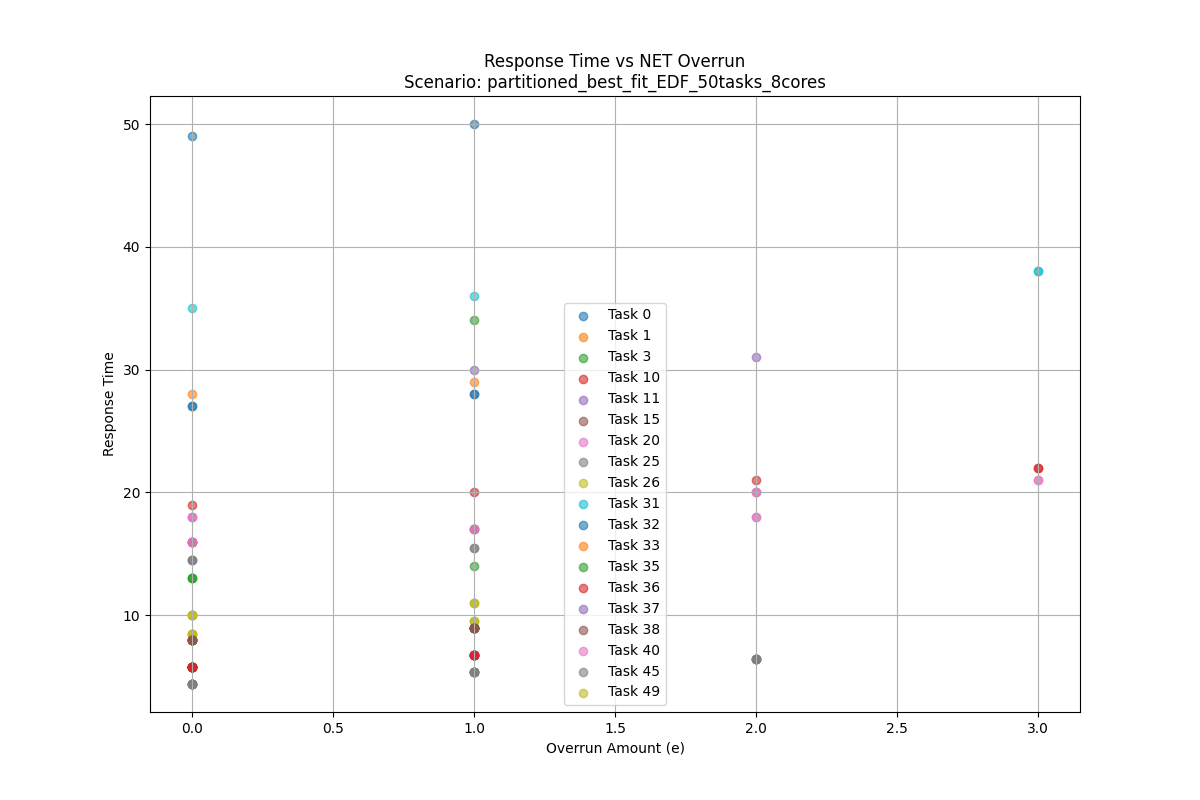 Response Time vs NET Overrun
Scenario: partitioned_best_fit_EDF_50tasks_8cores
Response Time
50
40
30
20
10
Task 0
Task 1
Task 3
Task 10
Task 11
Task 15
Task 20
Task 25
Task 26
Task 31
Task 32
Task 33
Task 35
Task 36
Task 37
Task 38
Task 40
Task 45
Task 49
0.0 0.5 1.0 1.5 2.0 2.5 3.0
Overrun Amount (e)